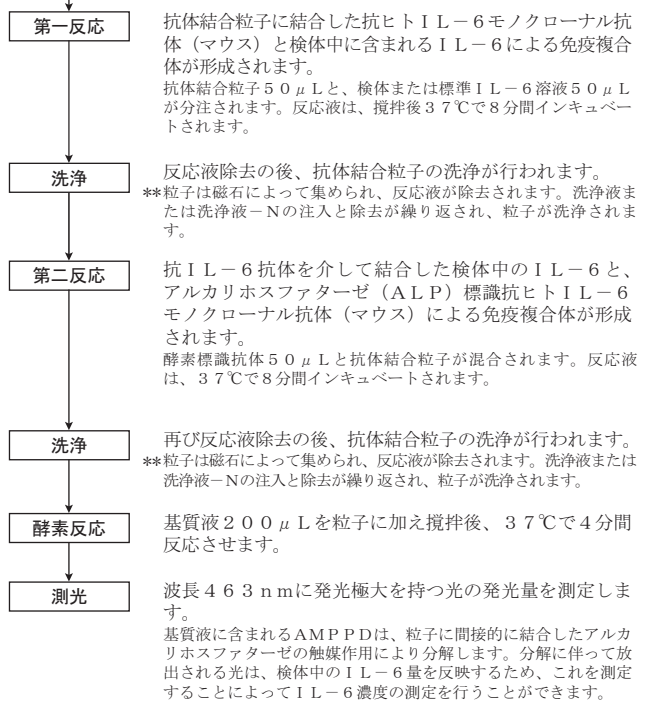 第一反応
抗体結合粒子に結合した抗ヒトＩＬ－６モノクローナル抗
体（マウス）と検体中に含まれるＩＬ－６による免疫複合
体が形成されます。
抗体結合粒子５０μＬと、検体または標準ＩＬ－６溶液５０μＬ
が分注されます。反応液は、攪拌後３７℃で８分間インキュベー
トされます。
洗浄
反応液除去の後、抗体結合粒子の洗浄が行われます。
**粒子は磁石によって集められ、反応液が除去されます。洗浄液ま
たは洗浄液－Ｎの注入と除去が繰り返され、粒子が洗浄されま
す。
第二反応
抗ＩＬ－６抗体を介して結合した検体中のＩＬ－６と、
アルカリホスファターゼ（ＡＬＰ）標識抗ヒトＩＬ－６
モノクローナル抗体（マウス）による免疫複合体が形成
されます。
酵素標識抗体５０μＬと抗体結合粒子が混合されます。反応液
は、３７℃で８分間インキュベートされます。
洗浄
再び反応液除去の後、抗体結合粒子の洗浄が行われます。
**粒子は磁石によって集められ、反応液が除去されます。洗浄液または
洗浄液－Ｎの注入と除去が繰り返され、粒子が洗浄されます。
酵素反応
基質液２００μＬを粒子に加え攪拌後、３７℃で４分間
反応させます。
測光
波長４６３ｎｍに発光極大を持つ光の発光量を測定しま
す。
基質液に含まれるＡＭＰＰＤは、粒子に間接的に結合したアルカ
リホスファターゼの触媒作用により分解します。分解に伴って放
出される光は、検体中のＩＬ－６量を反映するため、これを測定
することによってＩＬ－６濃度の測定を行うことができます。